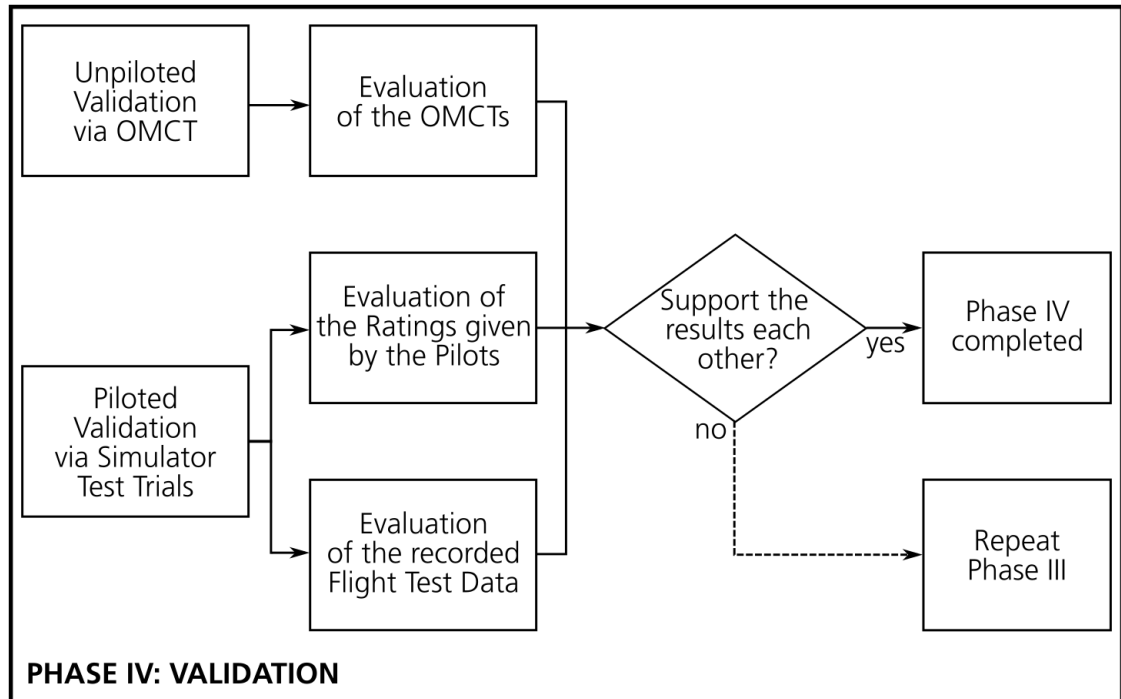 Unpiloted
Validation
via OMCT
Evaluation
of the OMCTs
Evaluation of
the Ratings given
by the Pilots
Piloted
Validation
via Simulator
Test Trials
Evaluation
of the recorded
Flight Test Data
Support the
results each
other?
yes
no
Phase IV
completed
Repeat
Phase III
PHASE IV: VALIDATION